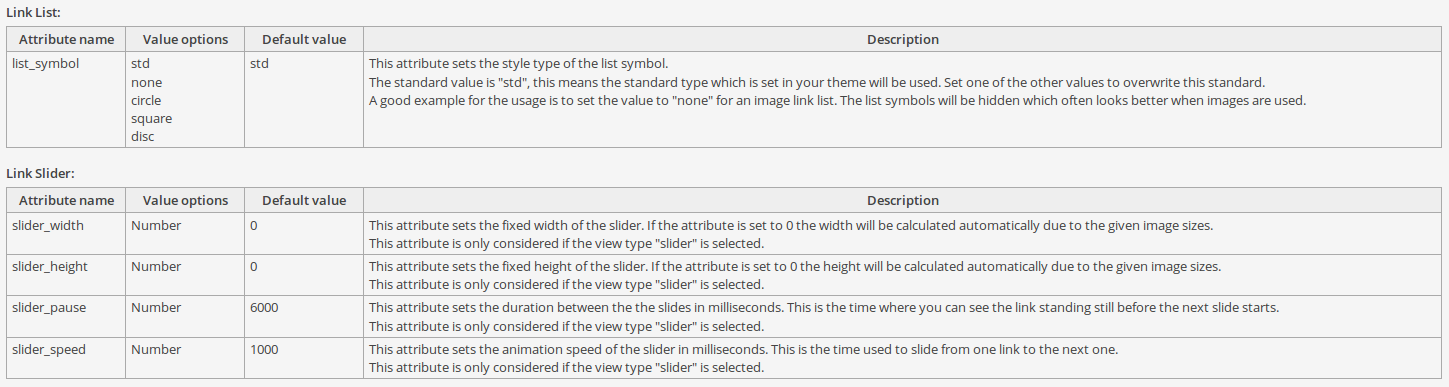 Link List:
Attribute name Value options Default value Description
list_symbol std std This attribute sets the style type of the list symbol.
none The standard value is "std", this means the standard type which is set in your theme will be used. Set one of the other values to overwrite this standard.
circle A good example for the usage is to set the value to "none" for an image link list. The list symbols will be hidden which often looks better when images are used.
square
disc
Link Slider:
Attribute name Value options Default value Description
slider_width Number 0 This attribute sets the fixed width of the slider. If the attribute is set to 0 the width will be calculated automatically due to the given image sizes.
This attribute is only considered if the view type "slider" is selected.
slider_height Number 0 This attribute sets the fixed height of the slider. If the attribute is set to 0 the height will be calculated automatically due to the given image sizes.
This attribute is only considered if the view type "slider" is selected.
slider_pause Number 6000 This attribute sets the duration between the the slides in milliseconds. This is the time where you can see the link standing still before the next slide starts.
This attribute is only considered if the view type "slider" is selected.
slider_speed Number 1000 This attribute sets the animation speed of the slider in milliseconds. This is the time used to slide from one link to the next one.
This attribute is only considered if the view type "slider" is selected.